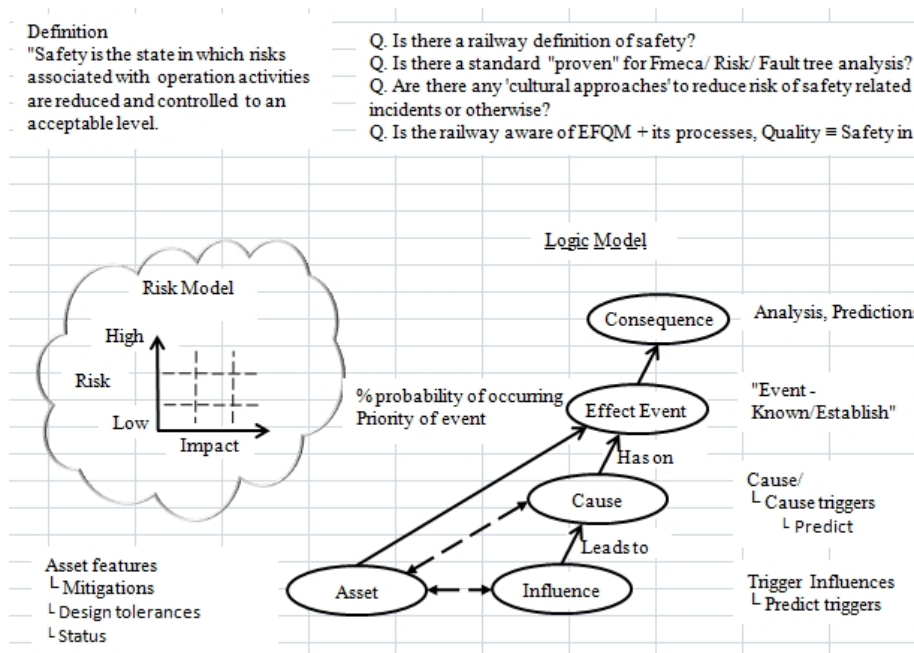 Definition
"Safety is the state in which risks
associated with operation activities
are reduced and controlled to an
acceptable level.
Q. Is there a railway definition of safety?
Q. Is there a standard "proven" for Fmeca/ Risk/ Fault tree analysis?
Q. Are there any 'cultural approaches' to reduce risk of safety related
incidents or otherwise?
Q. Is the railway aware of EFQM + its processes, Quality ≡ Safety in
Logic Model
Risk Model
High
Risk
Low
Impact
Consequence
Analysis, Prediction
% probability of occurring
Priority of event
Effect Event
"Event -
Known/Establish"
Has on
Cause
Cause/
└ Cause triggers
└ Predict
Leads to
Asset features
└ Mitigations
└ Design tolerances
└ Status
Asset
Influence
Trigger Influences
└ Predict triggers